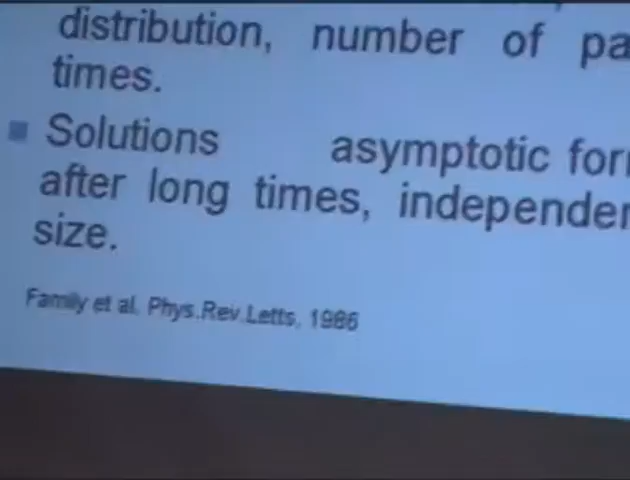 distribution, number of pa
times.
Solutions asymptotic for
after long times, independen
size.
Family et al. Phys.Rev.Letts, 1986